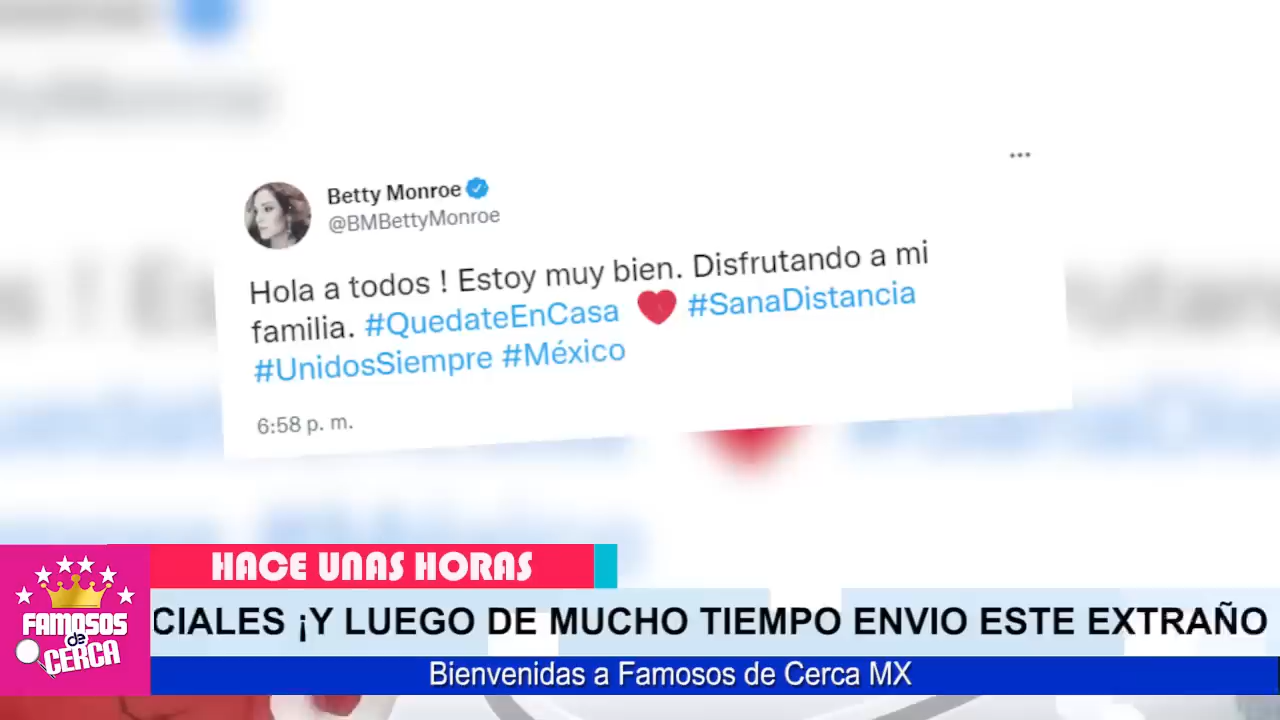 Betty Monroe
@BMBettyMonroe
Hola a todos ! Estoy muy bien. Disfrutando a mi
familia. #QuedateEnCasa ❤️ #SanaDistancia
#UnidosSiempre #México
6:58 p. m.
HACE UNAS HORAS
CIALES ¡Y LUEGO DE MUCHO TIEMPO ENVIO ESTE EXTRAÑO
FAMOSOS
de
CERCA
Bienvenidas a Famosos de Cerca MX